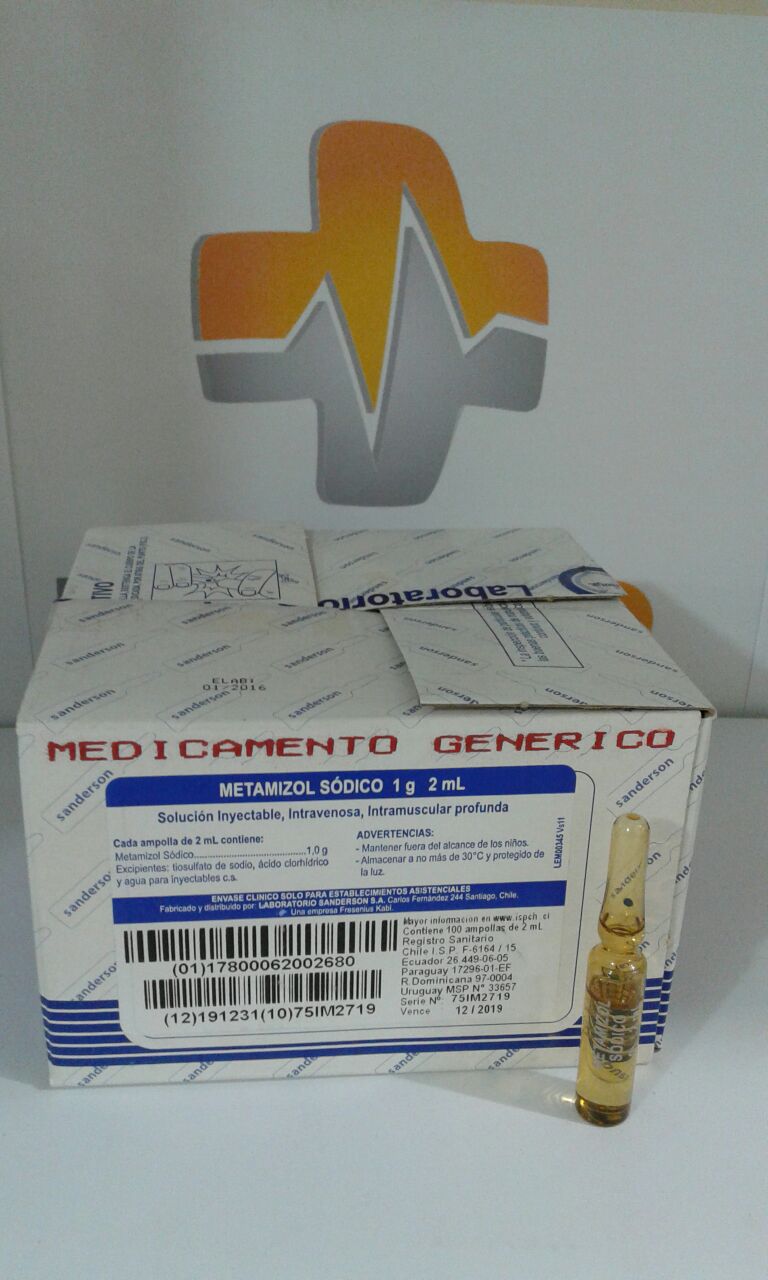 TIVO
Laboratorio
sanderson
ELAB:
01/2016
MEDICAMENTO GENERICO
METAMIZOL SÓDICO 1 g 2 mL
Solución Inyectable, Intravenosa, Intramuscular profunda
Cada ampolla de 2 mL contiene:
Metamizol Sódico......................................1,0 g
Excipientes: tiosulfato de sodio, ácido clorhídrico
y agua para inyectables c.s.
ADVERTENCIAS:
- Mantener fuera del alcance de los niños.
- Almacenar a no más de 30°C y protegido de
la luz.
LEM00345 Vs11
ENVASE CLINICO SOLO PARA ESTABLECIMIENTOS ASISTENCIALES
Fabricado y distribuido por: LABORATORIO SANDERSON S.A. Carlos Fernández 244 Santiago, Chile.
Una empresa Fresenius Kabi.
(01)17800062002680
(12)191231(10)75IM2719
Mayor información en www.ispch.cl
Contiene 100 ampollas de 2 mL
Registro Sanitario
Chile I.S.P. F-6164 / 15
Ecuador 26 449-06-05
Paraguay 17296-01-EF
R.Dominicana 97-0004
Uruguay MSP N° 33657
Serie N° 75IM2719
Vence 12 / 2019
METAMIZOL
SÓDICO